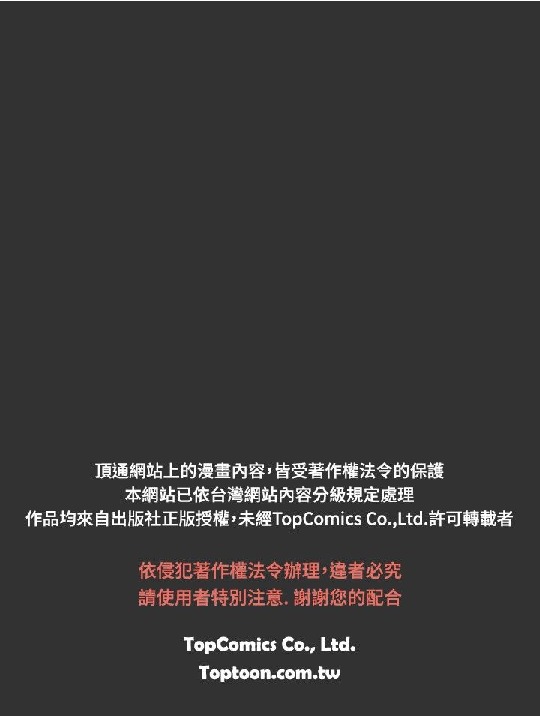 頂通網站上的漫畫內容,皆受著作權法令的保護
本網站已依台灣網站內容分級規定處理
作品均來自出版社正版授權,未經TopComics Co.,Ltd.許可轉載者
依侵犯著作權法令辦理,違者必究
請使用者特別注意. 謝謝您的配合
TopComics Co., Ltd.
Toptoon.com.tw